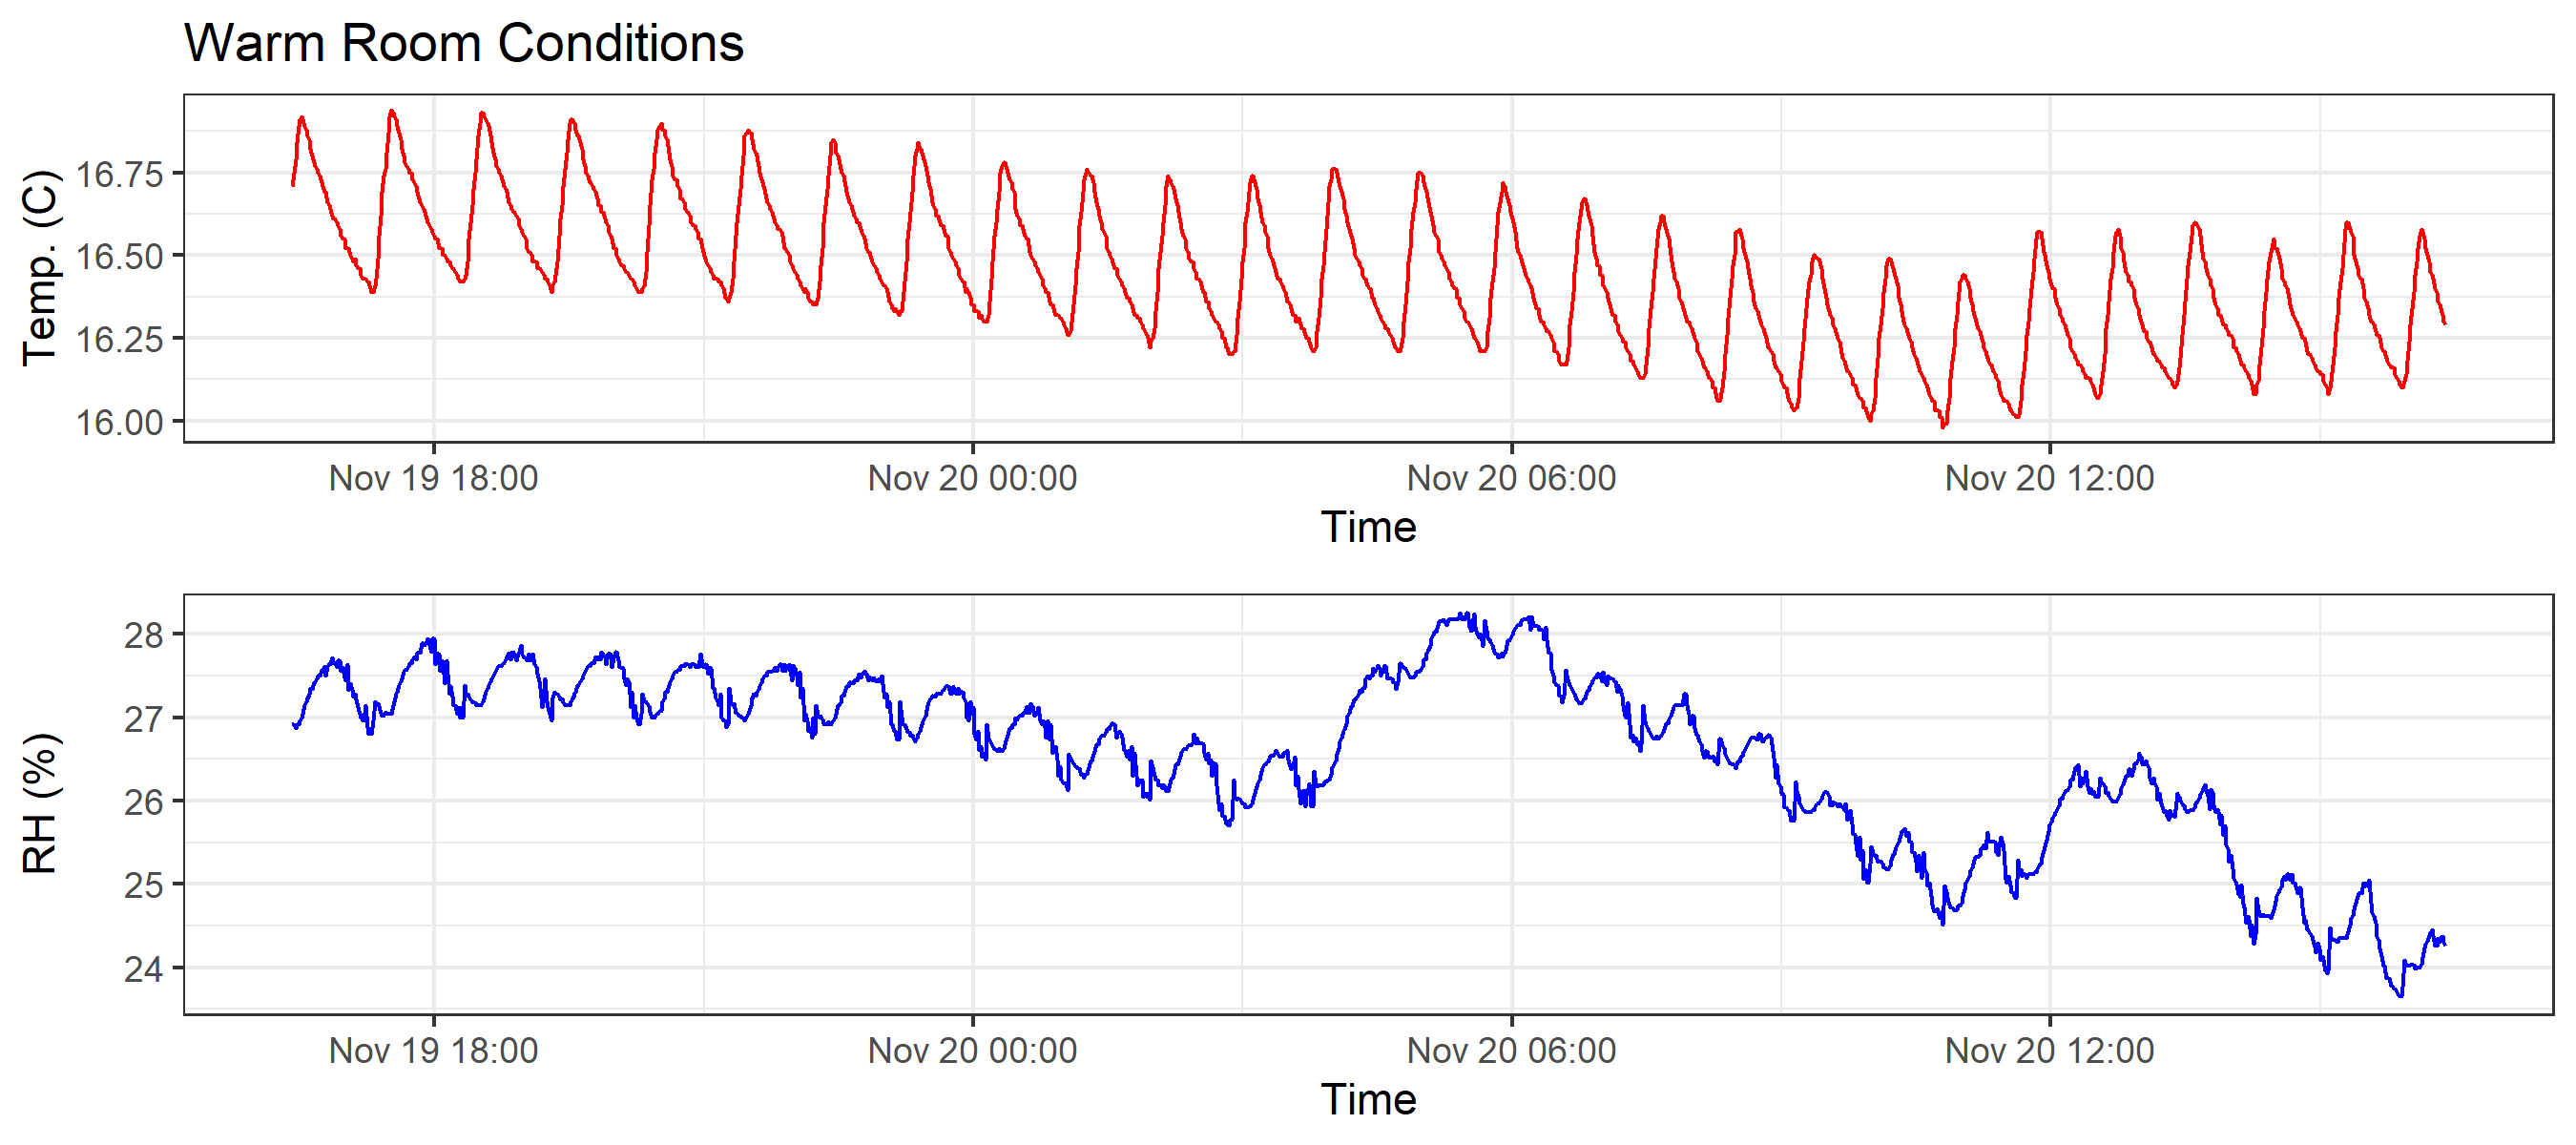 Warm Room Conditions
Temp. (C)
16.75
16.50
16.25
16.00
Nov 19 18:00 Nov 20 00:00 Nov 20 06:00 Nov 20 12:00
Time
RH (%)
28
27
26
25
24
Nov 19 18:00 Nov 20 00:00 Nov 20 06:00 Nov 20 12:00
Time